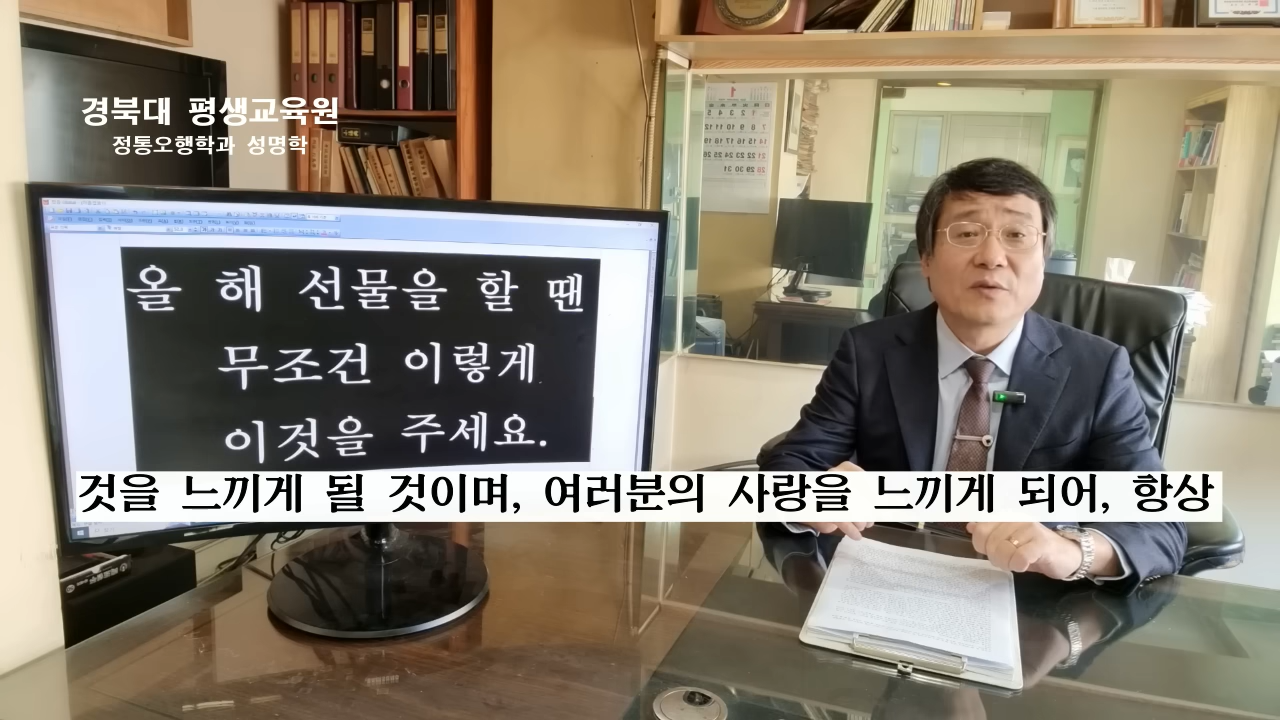 경북대 평생교육원
정통오행학과 성명학
올 해 선물을 할 땐
무조건 이렇게
이것을 주세요.
것을 느끼게 될 것이며, 여러분의 사랑을 느끼게 되어, 항상